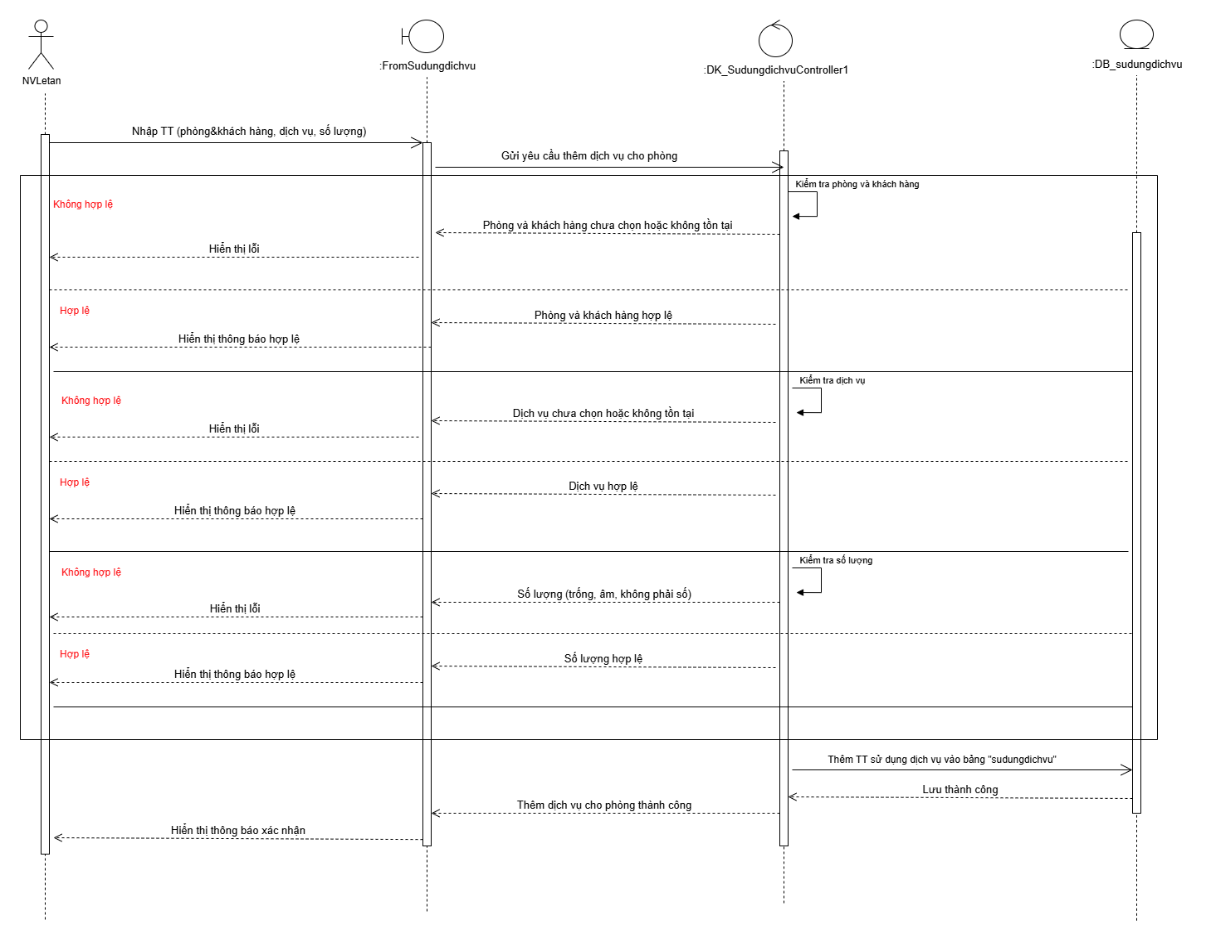 NVLetan
:FromSudungdichvu
:DK_SudungdichvuController1
:DB_sudungdichvu
Nhập TT (phòng&khách hàng, dịch vụ, số lượng)
Gửi yêu cầu thêm dịch vụ cho phòng
Kiểm tra phòng và khách hàng
Không hợp lệ
Phòng và khách hàng chưa chọn hoặc không tồn tại
Hiển thị lỗi
Hợp lệ
Phòng và khách hàng hợp lệ
Hiển thị thông báo hợp lệ
Kiểm tra dịch vụ
Không hợp lệ
Dịch vụ chưa chọn hoặc không tồn tại
Hiển thị lỗi
Hợp lệ
Dịch vụ hợp lệ
Hiển thị thông báo hợp lệ
Kiểm tra số lượng
Không hợp lệ
Số lượng (trống, âm, không phải số)
Hiển thị lỗi
Hợp lệ
Số lượng hợp lệ
Hiển thị thông báo hợp lệ
Thêm TT sử dụng dịch vụ vào bảng "sudungdichvu"
Lưu thành công
Thêm dịch vụ cho phòng thành công
Hiển thị thông báo xác nhận